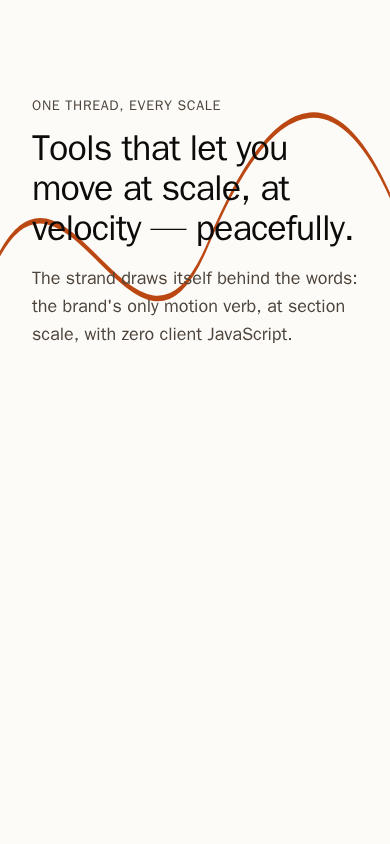 ONE THREAD, EVERY SCALE
Tools that let you
move at scale, at
velocity — peacefully.
The strand draws itself behind the words:
the brand's only motion verb, at section
scale, with zero client JavaScript.